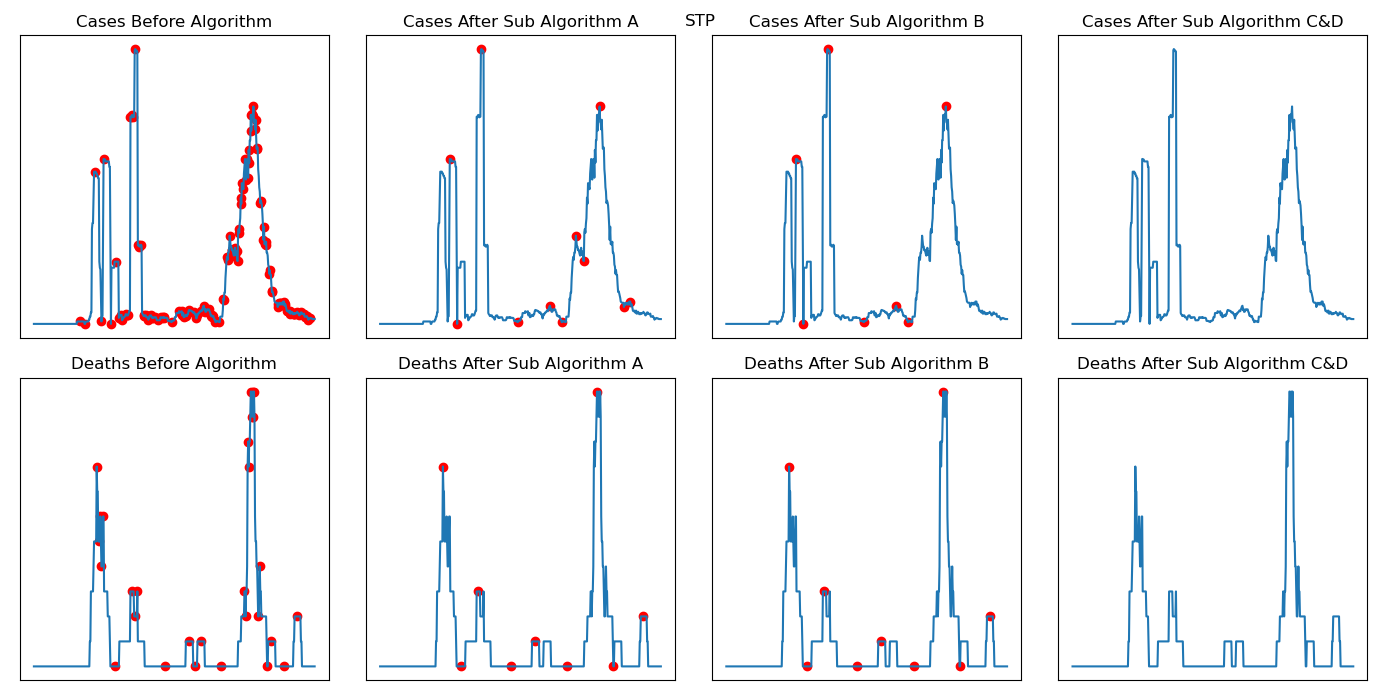 STP
Cases Before Algorithm
Cases After Sub Algorithm A
Cases After Sub Algorithm B
Cases After Sub Algorithm C&D
Deaths Before Algorithm
Deaths After Sub Algorithm A
Deaths After Sub Algorithm B
Deaths After Sub Algorithm C&D